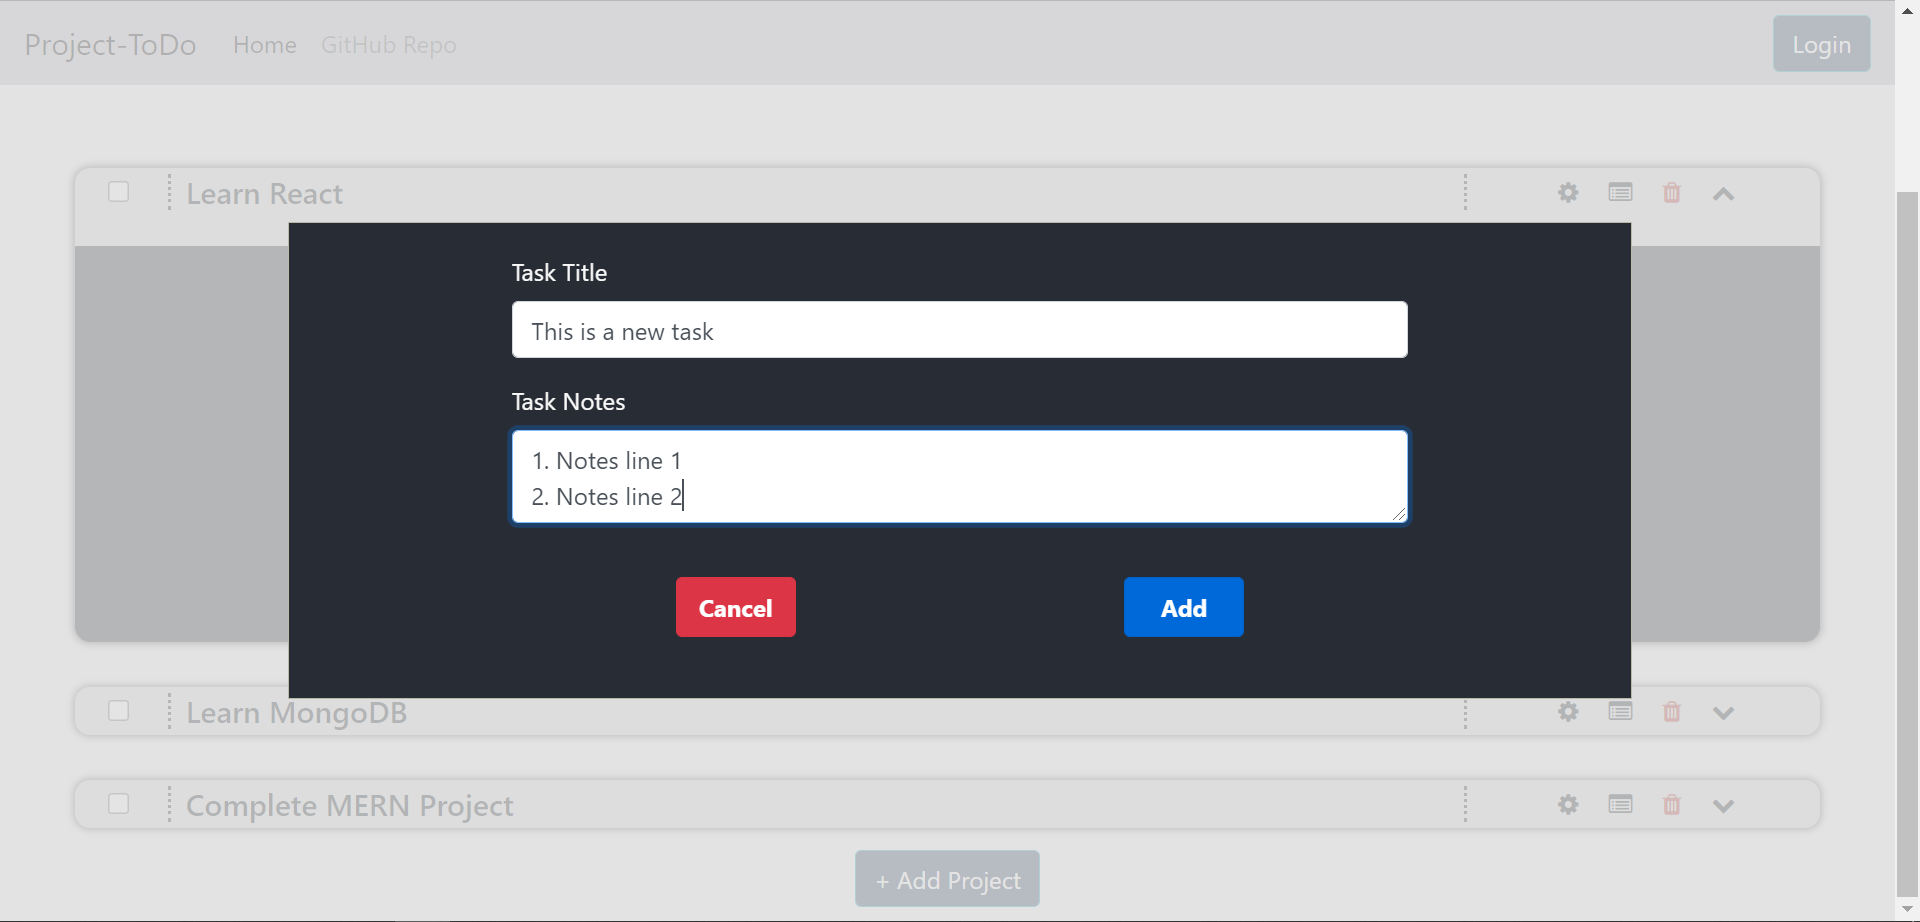 Project-ToDo Home GitHub Repo Login
Learn React
Task Title
This is a new task
Task Notes
1. Notes line 1
2. Notes line 2
Cancel Add
Learn MongoDB
Complete MERN Project
+ Add Project